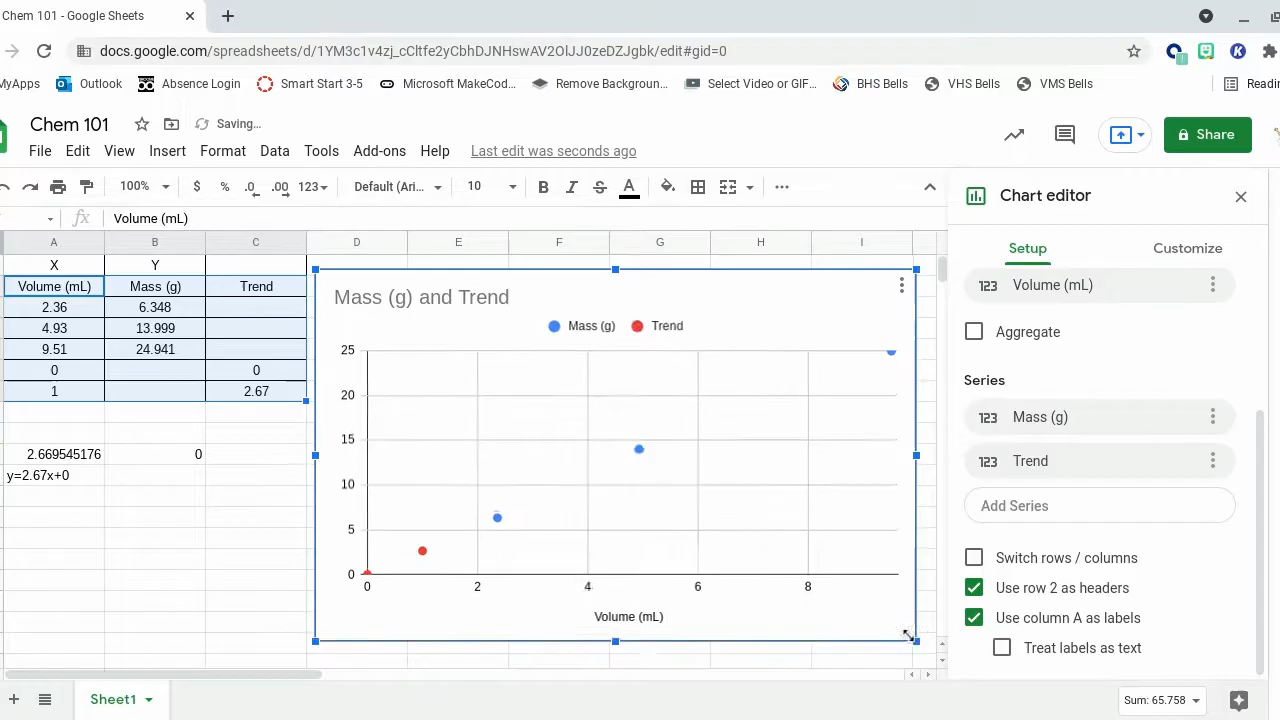 Chem 101 - Google Sheets
docs.google.com/spreadsheets/d/1YM3c1v4zj_cCltfe2yCbhDJNHswAV2OlJJ0zeDZJgbk/edit#gid=0
MyApps Outlook Absence Login Smart Start 3-5 Microsoft MakeCod... Remove Backgroun... Select Video or GIF... BHS Bells VHS Bells VMS Bells
Chem 101 Saving...
Share
File Edit View Insert Format Data Tools Add-ons Help Last edit was seconds ago
100% $ % .0 .00 123 Default (Ari... 10 B I S A
fx Volume (mL)
A B C D E F G H I
X Y
Volume (mL) Mass (g) Trend
2.36 6.348
4.93 13.999
9.51 24.941
0 0
1 2.67
2.669545176 0
y=2.67x+0
Mass (g) and Trend
Mass (g) Trend
25
20
15
10
5
0
0 2 4 6 8
Volume (mL)
Chart editor
Setup Customize
123 Volume (mL)
Aggregate
Series
123 Mass (g)
123 Trend
Add Series
Switch rows / columns
Use row 2 as headers
Use column A as labels
Treat labels as text
Sheet1
Sum: 65.758